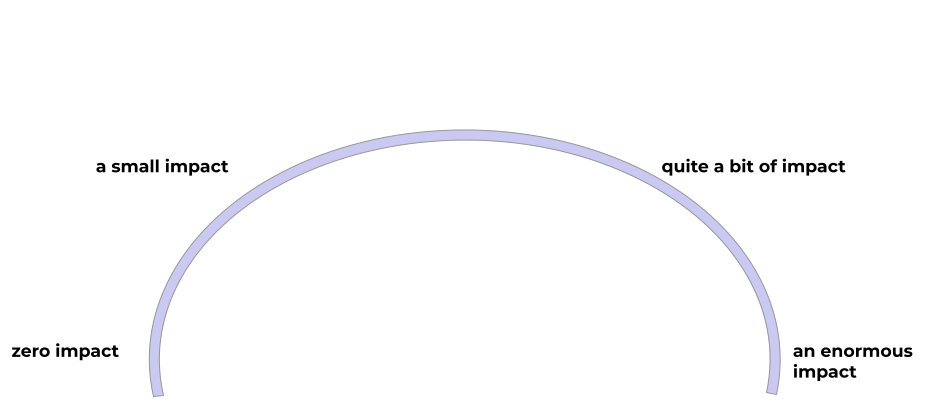 a small impact
quite a bit of impact
zero impact
an enormous
impact